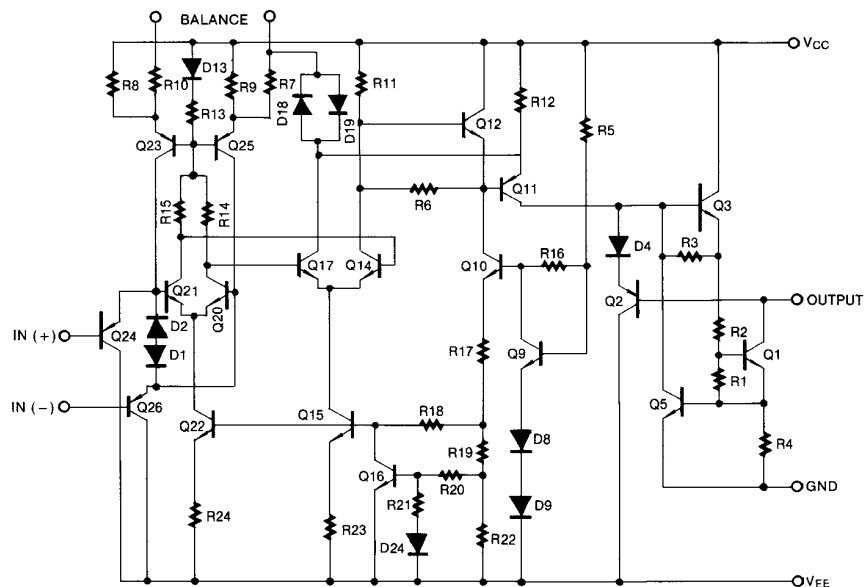 BALANCE
VCC
R8
R10
D13
R9
R7
R11
D18
D19
R13
R12
R5
Q12
Q23
Q25
Q11
Q3
R6
R15
R14
D4
R3
Q17
Q14
Q10
R16
Q21
Q20
Q2
OUTPUT
D2
IN (+)
Q24
D1
R17
Q9
R2
Q1
R1
IN (-)
Q26
Q22
Q15
R18
Q5
D8
R19
R4
Q16
R20
R21
D9
GND
R24
R23
D24
R22
VEE